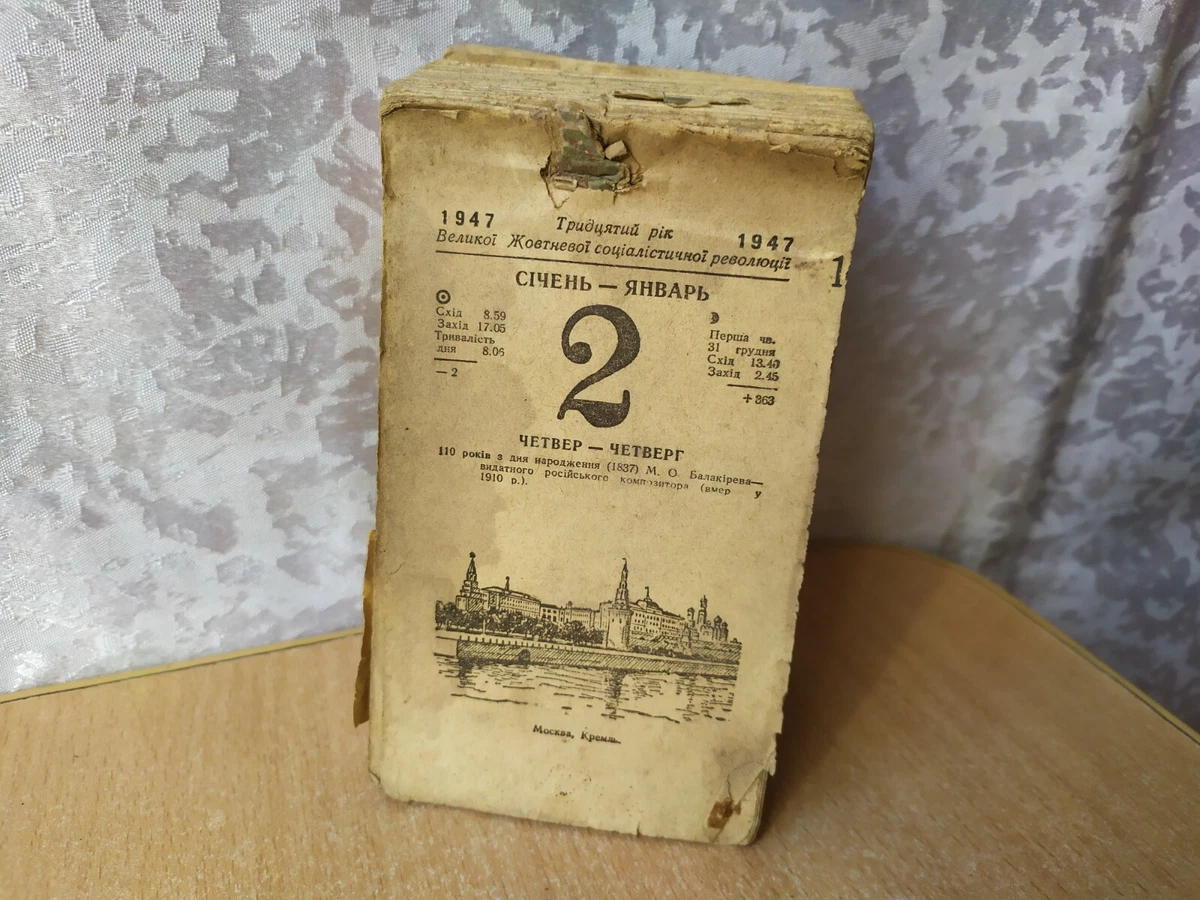 1947 Тридцятий рік 1947
Великої Жовтневої соціалістичної революції
1
СІЧЕНЬ — ЯНВАРЬ
Схід 8.59
Захід 17.05
Тривалість
дня 8.06
— 2
2
Перша чв.
31 грудня
Схід 13.40
Захід 2.45
+ 363
ЧЕТВЕР — ЧЕТВЕРГ
110 років з дня народження (1837) М. О. Балакірева—
видатного російського композитора (вмер у
1910 р.).
Москва, Кремль.